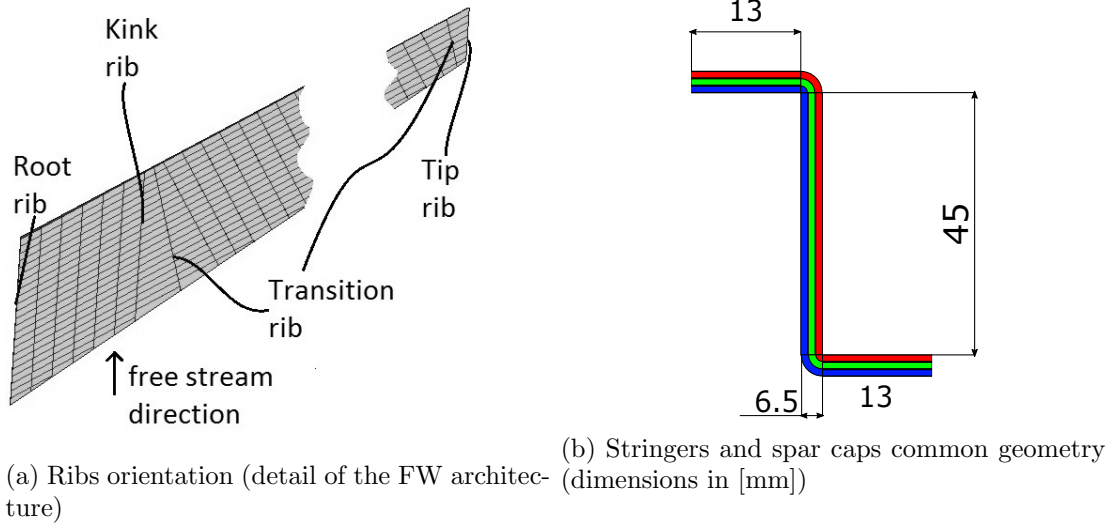 Kink
rib
Root
rib
Tip
rib
Transition
rib
free stream
direction
(a) Ribs orientation (detail of the FW architec-
ture)
13
45
6.5
13
(b) Stringers and spar caps common geometry
(dimensions in [mm])